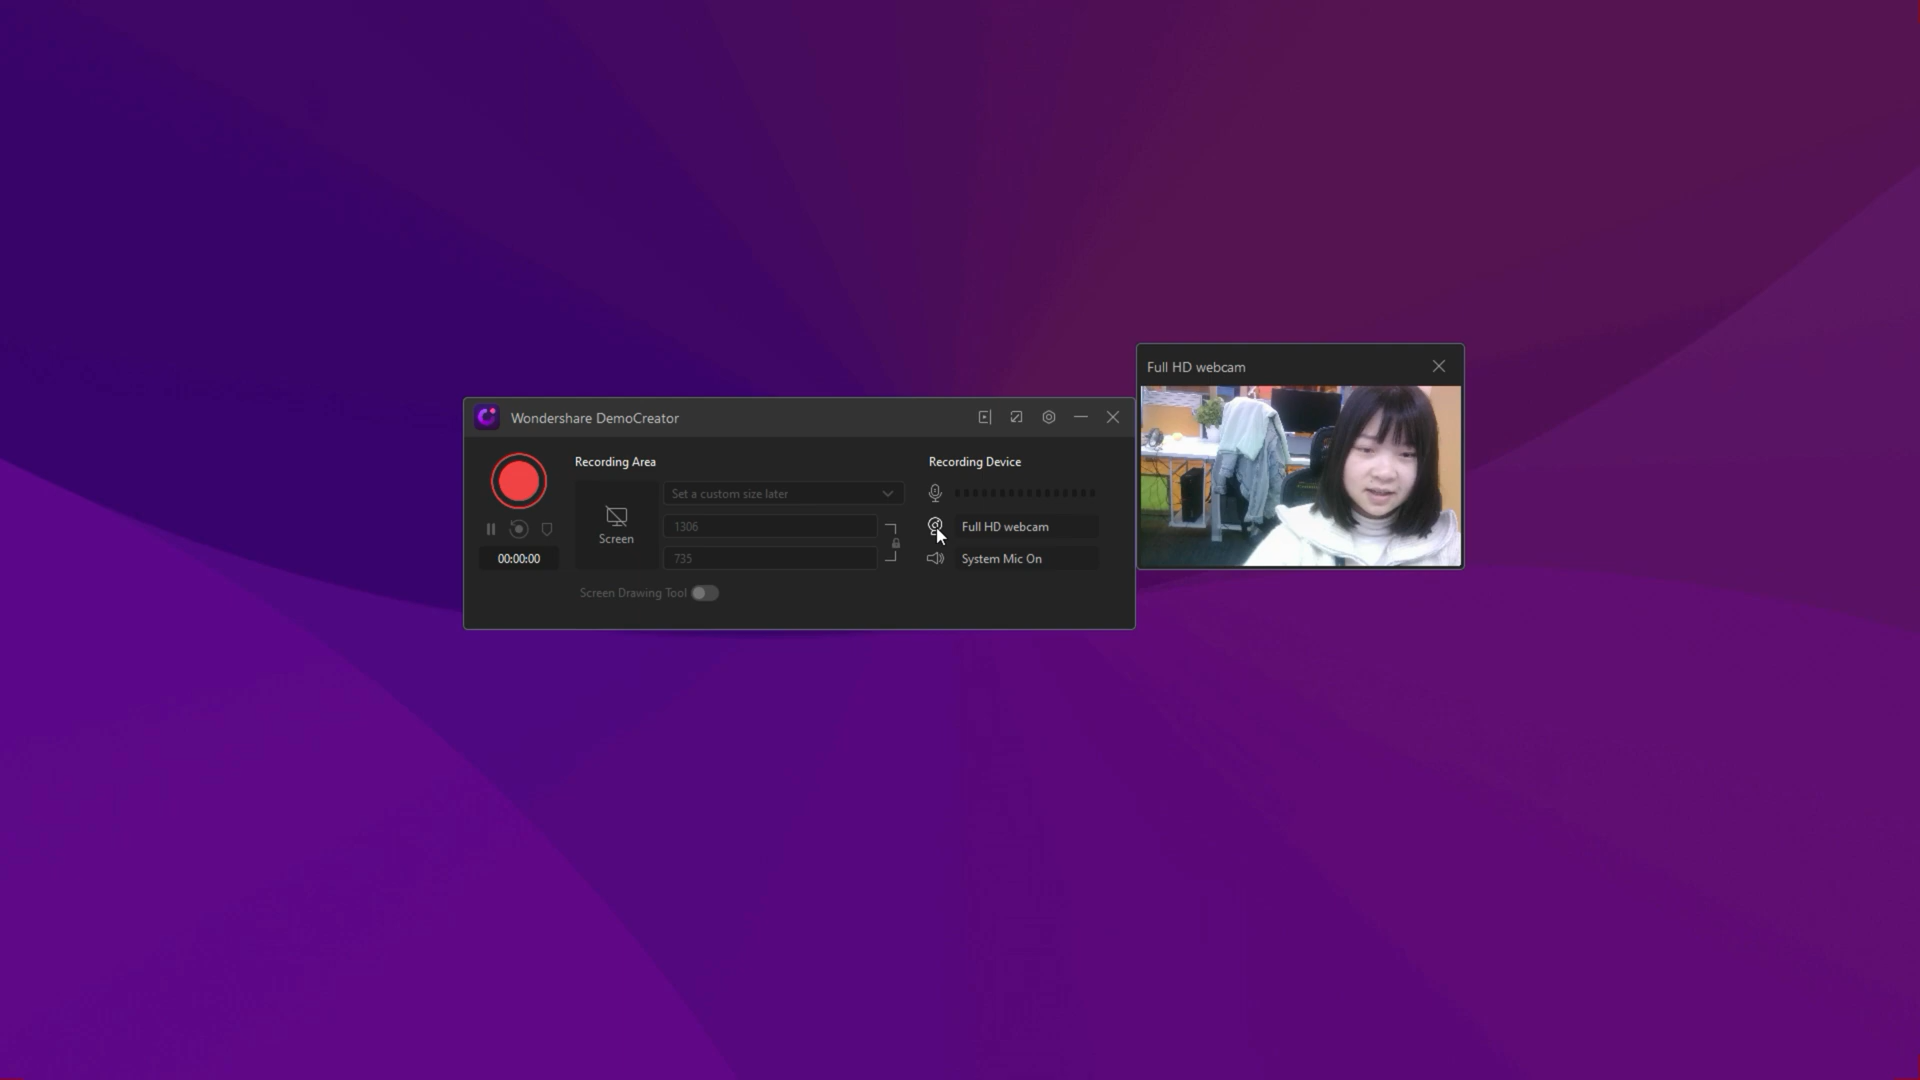 Full HD webcam
Wondershare DemoCreator
Recording Area
Recording Device
Set a custom size later
Screen
1306
735
Full HD webcam
System Mic On
00:00:00
Screen Drawing Tool